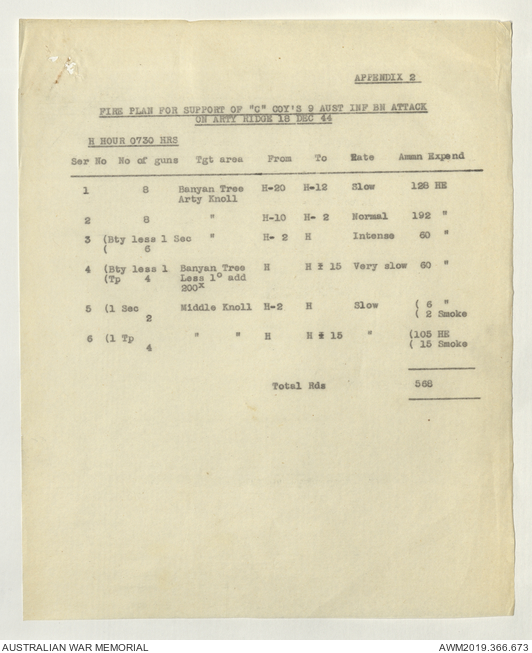 APPENDIX 2
FIRE PLAN FOR SUPPORT OF "C" COY'S 9 AUST INF BN ATTACK
ON ARTY RIDGE 18 DEC 44
H HOUR 0730 HRS
Ser No No of guns Tgt area From To Rate Ammn Expend
1 8 Banyan Tree H-20 H-12 Slow 128 HE
Arty Knoll
2 8 " H-10 H- 2 Normal 192 "
3 (Bty less 1 Sec " H- 2 H Intense 60 "
( 6
4 (Bty less 1 Banyan Tree H H + 15 Very slow 60 "
(Tp 4 Less 1° add
200x
5 (1 Sec Middle Knoll H-2 H Slow ( 6 "
2 ( 2 Smoke
6 (1 Tp " " H H + 15 " (105 HE
4 ( 15 Smoke
Total Rds 568
AUSTRALIAN WAR MEMORIAL AWM2019.366.673